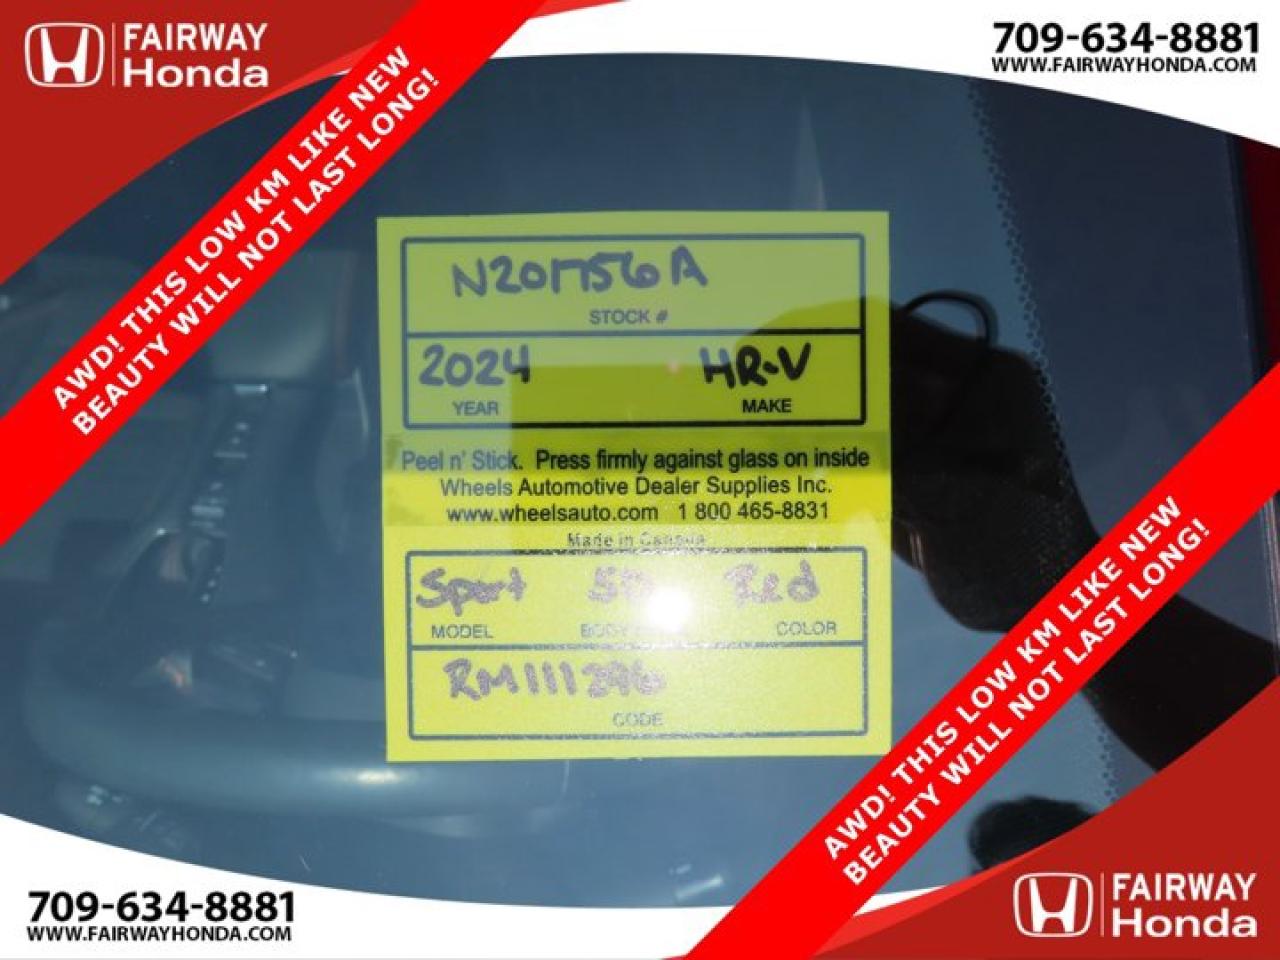 FAIRWAY
Honda
709-634-8881
WWW.FAIRWAYHONDA.COM
AWD! THIS LOW KM LIKE NEW
BEAUTY WILL NOT LAST LONG!
N201756A
STOCK #
2024 HR-V
YEAR MAKE
Peel n' Stick. Press firmly against glass on inside
Wheels Automotive Dealer Supplies Inc.
www.wheelsauto.com 1 800 465-8831
Made in Canada
Sport Red
MODEL BODY COLOR
RM111296
CODE
AWD! THIS LOW KM LIKE NEW
BEAUTY WILL NOT LAST LONG!
709-634-8881
WWW.FAIRWAYHONDA.COM
FAIRWAY
Honda